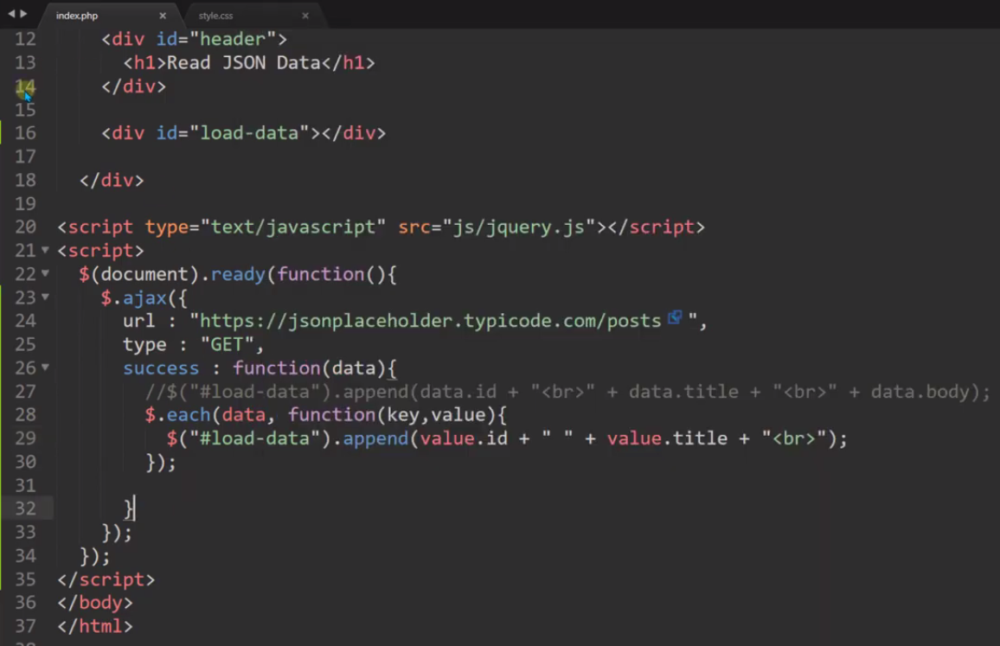 index.php × style.css ×
12 <div id="header">
13 <h1>Read JSON Data</h1>
14 </div>
15
16 <div id="load-data"></div>
17
18 </div>
19
20 <script type="text/javascript" src="js/jquery.js"></script>
21 <script>
22 $(document).ready(function(){
23 $.ajax({
24 url : "https://jsonplaceholder.typicode.com/posts ",
25 type : "GET",
26 success : function(data){
27 //$("#load-data").append(data.id + "<br>" + data.title + "<br>" + data.body);
28 $.each(data, function(key,value){
29 $("#load-data").append(value.id + " " + value.title + "<br>");
30 });
31
32 }
33 });
34 });
35 </script>
36 </body>
37 </html>
38